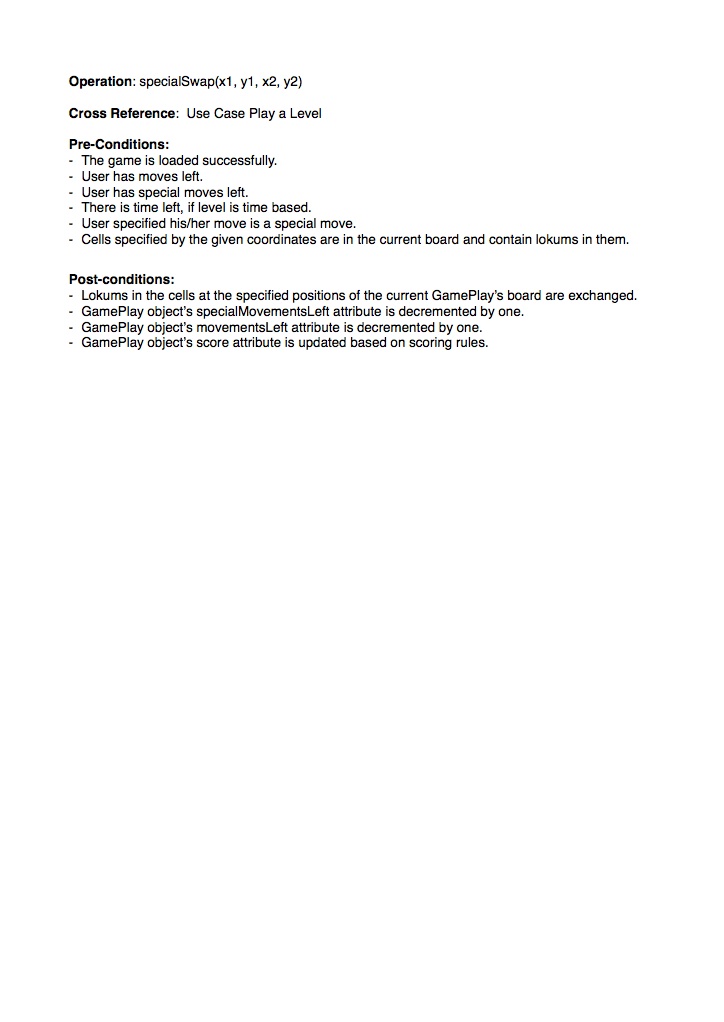 Operation: specialSwap(x1, y1, x2, y2)
Cross Reference:  Use Case Play a Level
Pre-Conditions:
- The game is loaded successfully.
- User has moves left.
- User has special moves left.
- There is time left, if level is time based.
- User specified his/her move is a special move.
- Cells specified by the given coordinates are in the current board and contain lokums in them.
Post-conditions:
- Lokums in the cells at the specified positions of the current GamePlay’s board are exchanged.
- GamePlay object’s specialMovementsLeft attribute is decremented by one.
- GamePlay object’s movementsLeft attribute is decremented by one.
- GamePlay object’s score attribute is updated based on scoring rules.